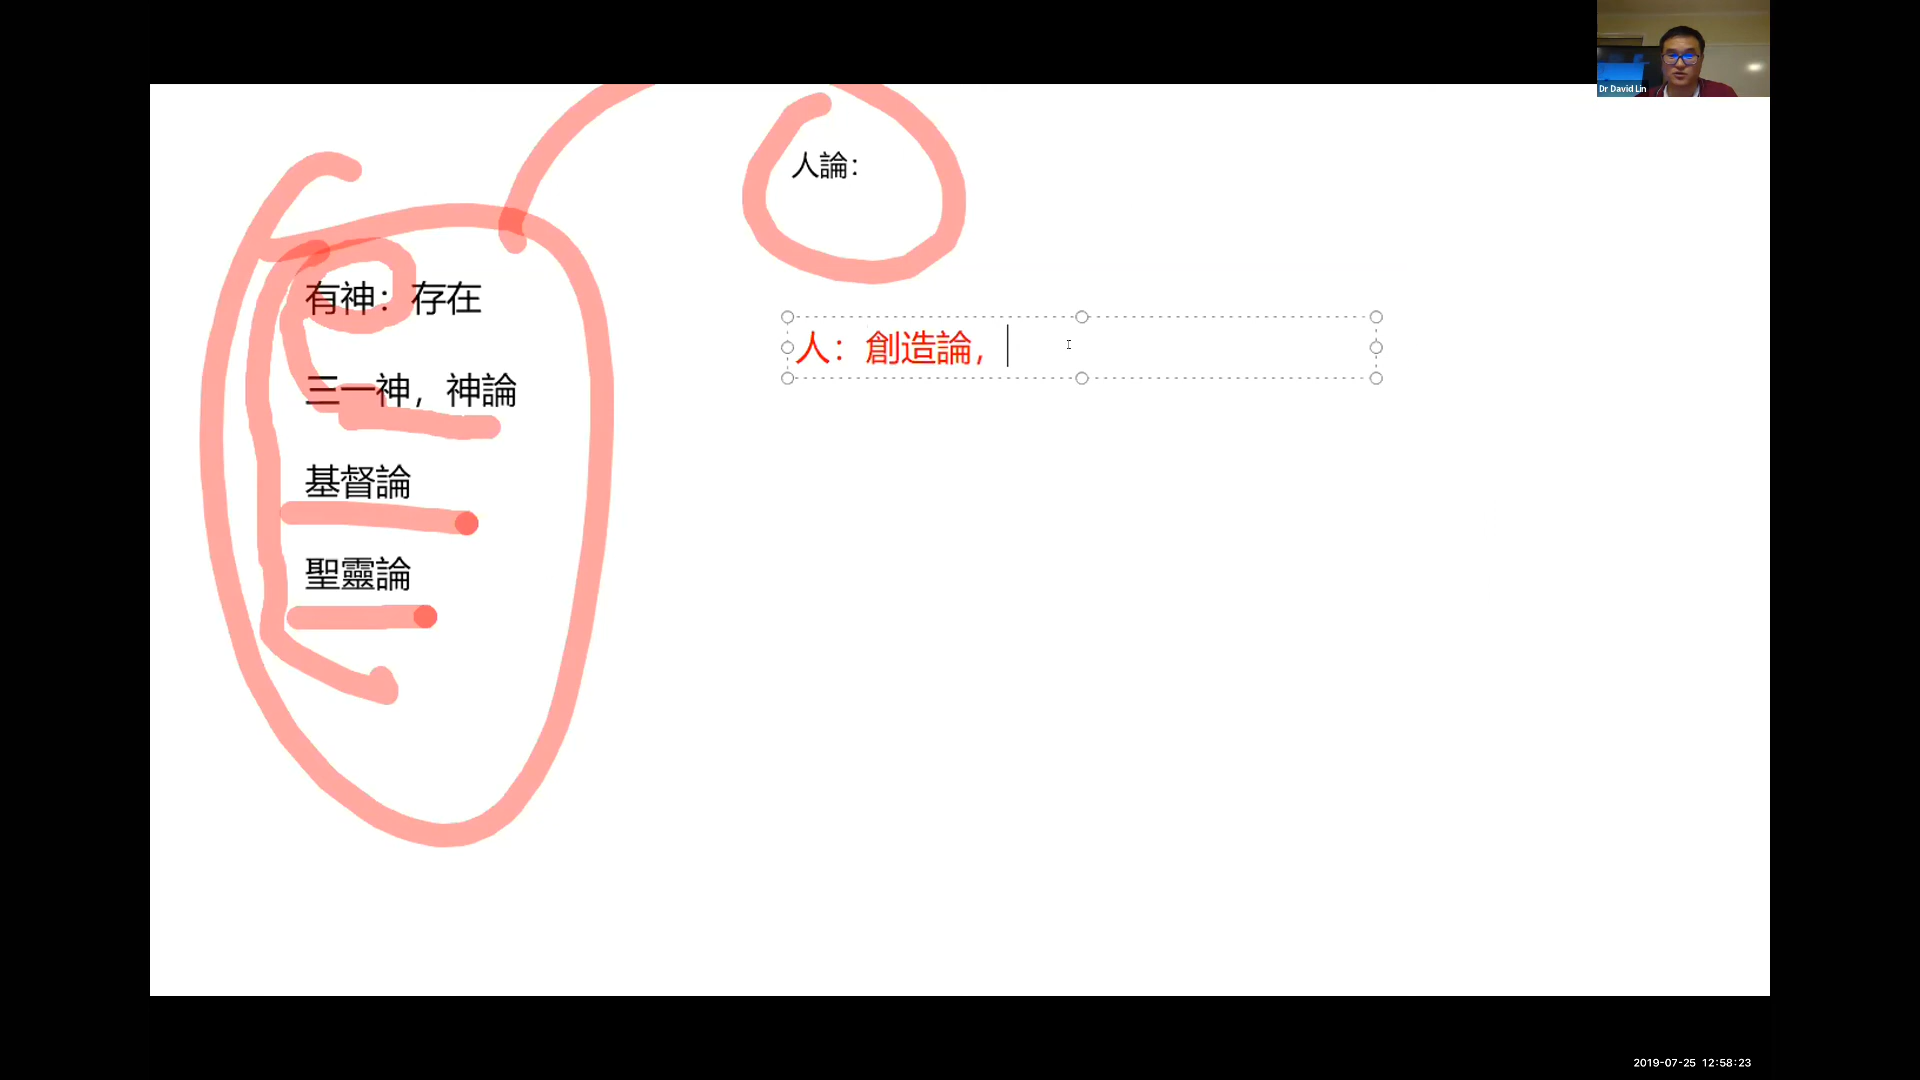 Dr David Lin
人論:
有神：存在
三一神，神論
基督論
聖靈論
人：創造論，
2019-07-25 12:58:23